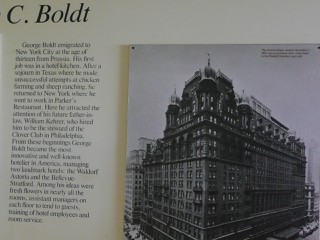 C. Boldt
George Boldt emigrated to
New York City at the age of
thirteen from Prussia. His first
job was in a hotel kitchen. After a
sojourn in Texas where he made
unsuccessful attempts at chicken
farming and sheep ranching, he
returned to New York where he
went to work in Parker's
Restaurant. Here he attracted the
attention of his future father-in-
law, William Kehrer, who hired
him to be the steward of the
Clover Club in Philadelphia.
From these beginnings George
Boldt became the most
innovative and well-known
hotelier in America, managing
two landmark hotels: the Waldorf
Astoria and the Bellevue-
Stratford. Among his ideas were
fresh flowers in nearly all the
rooms, assistant managers on
each floor to tend to guests,
training of hotel employees and
room service.